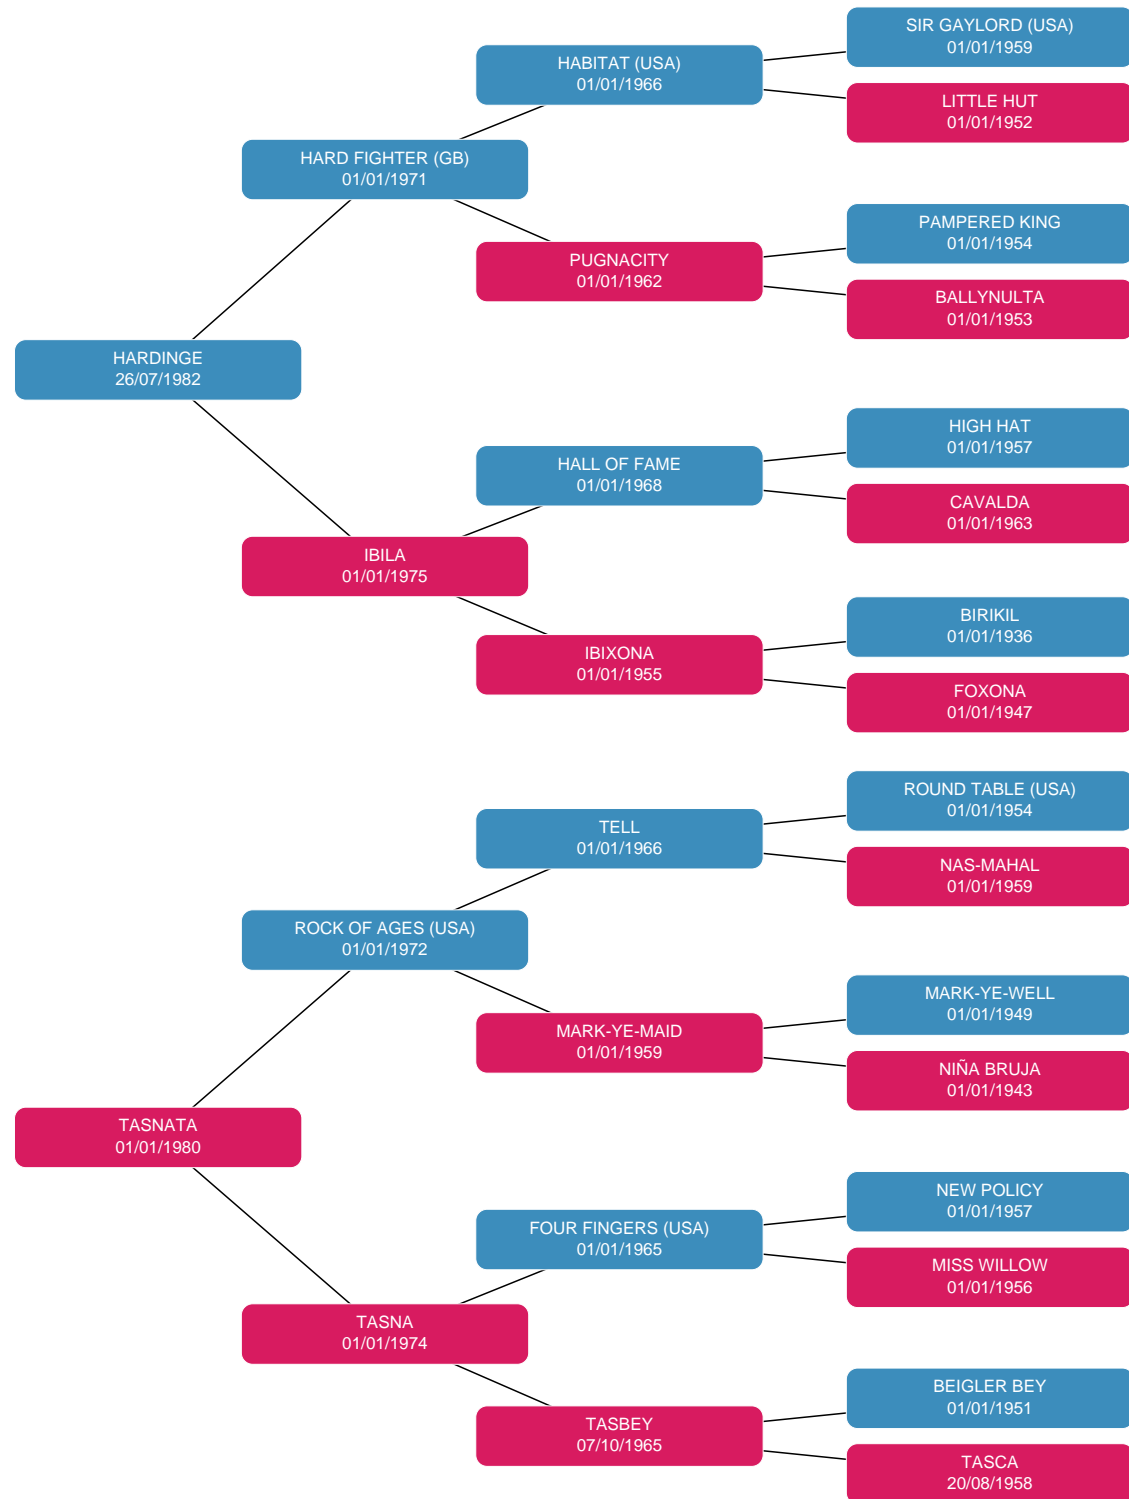 SIR GAYLORD (USA)
01/01/1959
HABITAT (USA)
01/01/1966
LITTLE HUT
01/01/1952
HARD FIGHTER (GB)
01/01/1971
PAMPERED KING
01/01/1954
PUGNACITY
01/01/1962
BALLYNULTA
01/01/1953
HARDINGE
26/07/1982
HIGH HAT
01/01/1957
HALL OF FAME
01/01/1968
CAVALDA
01/01/1963
IBILA
01/01/1975
BIRIKIL
01/01/1936
IBIXONA
01/01/1955
FOXONA
01/01/1947
ROUND TABLE (USA)
01/01/1954
TELL
01/01/1966
NAS-MAHAL
01/01/1959
ROCK OF AGES (USA)
01/01/1972
MARK-YE-WELL
01/01/1949
MARK-YE-MAID
01/01/1959
NIÑA BRUJA
01/01/1943
TASNATA
01/01/1980
NEW POLICY
01/01/1957
FOUR FINGERS (USA)
01/01/1965
MISS WILLOW
01/01/1956
TASNA
01/01/1974
BEIGLER BEY
01/01/1951
TASBEY
07/10/1965
TASCA
20/08/1958